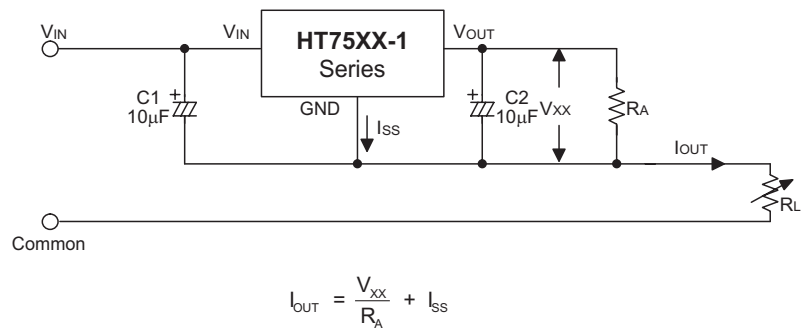 VIN
VIN
HT75XX-1
Series
VOUT
C1
10μF
GND
ISS
C2
10μF
VXX
RA
IOUT
RL
Common
IOUT = VXX / RA + ISS